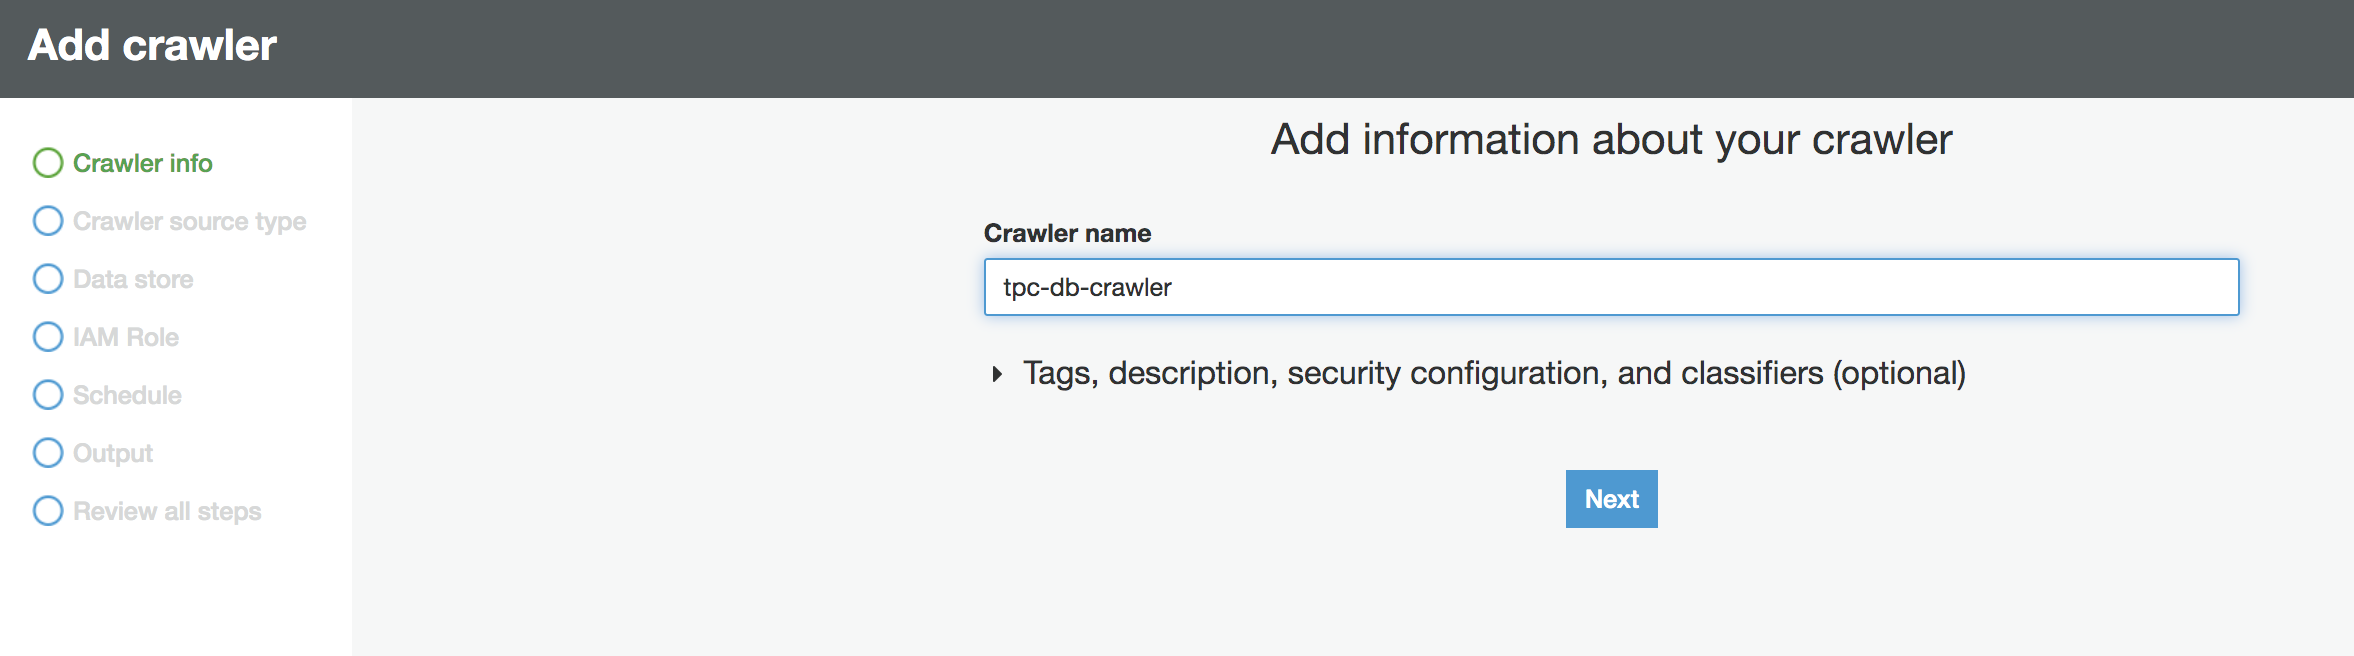 Add crawler
Crawler info
Crawler source type
Data store
IAM Role
Schedule
Output
Review all steps
Add information about your crawler
Crawler name
tpc-db-crawler
Tags, description, security configuration, and classifiers (optional)
Next